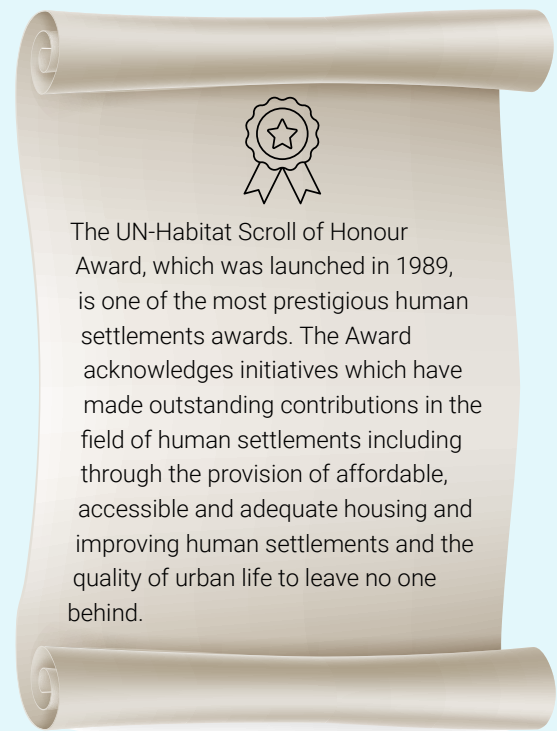 The UN-Habitat Scroll of Honour
Award, which was launched in 1989,
is one of the most prestigious human
settlements awards. The Award
acknowledges initiatives which have
made outstanding contributions in the
field of human settlements including
through the provision of affordable,
accessible and adequate housing and
improving human settlements and the
quality of urban life to leave no one
behind.